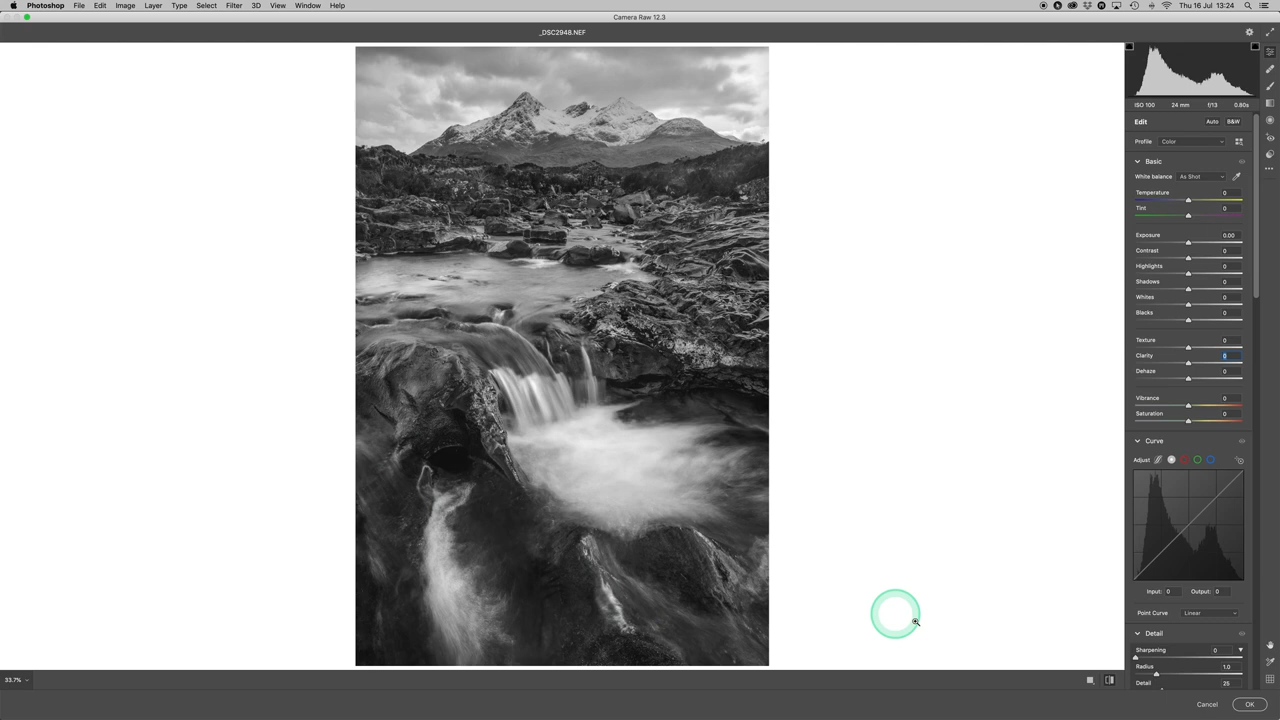 Photoshop File Edit Image Layer Type Select Filter 3D View Window Help Thu 16 Jul 13:24
Camera Raw 12.3
_DSC2948.NEF
ISO 100 24 mm f/13 0.80s
Edit Auto B&W
Profile Color
Basic
White balance As Shot
Temperature 0
Tint 0
Exposure 0.00
Contrast 0
Highlights 0
Shadows 0
Whites 0
Blacks 0
Texture 0
Clarity 0
Dehaze 0
Vibrance 0
Saturation 0
Curve
Adjust
Input: 0 Output: 0
Point Curve Linear
Detail
Sharpening 0
Radius 1.0
Detail 25
33.7%
Cancel OK